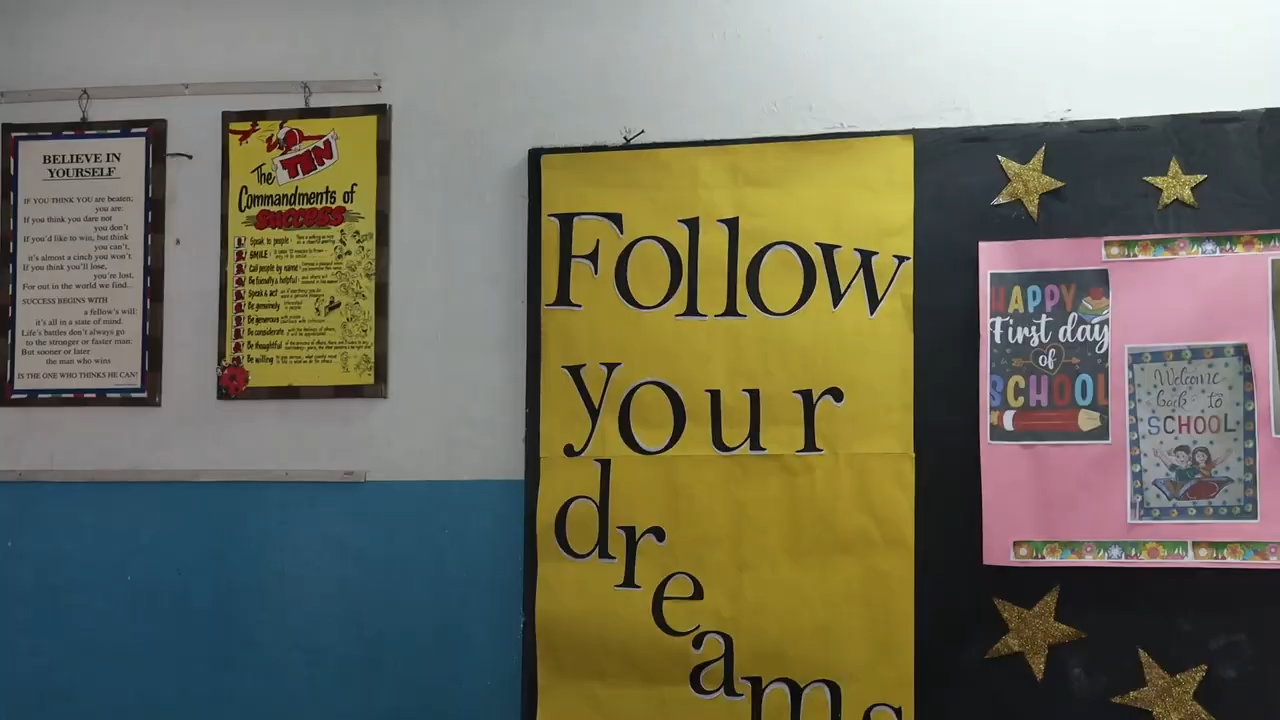 BELIEVE IN
YOURSELF
IF YOU THINK YOU are beaten;
you are:
If you think you dare not
you don't
If you'd like to win, but think
you can't,
it's almost a cinch you won't
If you think you'll lose,
you're lost,
For out in the world we find...
SUCCESS BEGINS WITH
a fellow's will:
it's all in a state of mind.
Life's battles don't always go
to the stronger or faster man:
But sooner or later
the man who wins
IS THE ONE WHO THINKS HE CAN!
The TEN
Commandments of
Success
Speak to people
SMILE
Call people by name
Be friendly & helpful
Speak & act
Be genuinely
Be generous
Be considerate
Be thoughtful
Be willing
Follow
your
dreams
HAPPY
First day
of
SCHOOL
Welcome
back to
SCHOOL